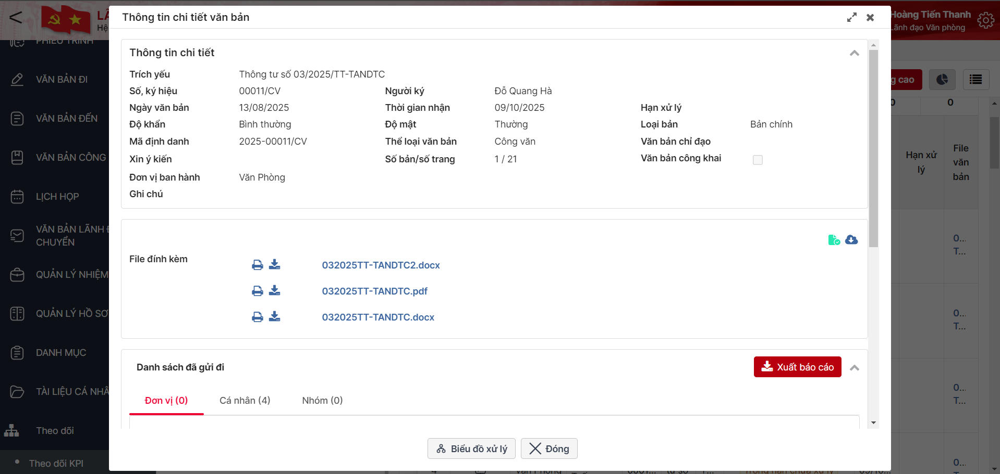 Thông tin chi tiết văn bản
Hoàng Tiến Thanh
Lãnh đạo Văn phòng
PHIẾU TRÌNH
VĂN BẢN ĐI
VĂN BẢN ĐẾN
VĂN BẢN CÔNG
LỊCH HỌP
VĂN BẢN LÃNH
CHUYỂN
QUẢN LÝ NHIỆM
QUẢN LÝ HỒ SƠ
DANH MỤC
TÀI LIỆU CÁ NHÂ
Theo dõi
Theo dõi KPI
Thông tin chi tiết
Trích yếu Thông tư số 03/2025/TT-TANDTC
Số, ký hiệu 00011/CV Người ký Đỗ Quang Hà
Ngày văn bản 13/08/2025 Thời gian nhận 09/10/2025 Hạn xử lý
Độ khẩn Bình thường Độ mật Thường Loại bản Bản chính
Mã định danh 2025-00011/CV Thể loại văn bản Công văn Văn bản chỉ đạo
Xin ý kiến Số bản/số trang 1 / 21 Văn bản công khai
Đơn vị ban hành Văn Phòng
Ghi chú
File đính kèm
032025TT-TANDTC2.docx
032025TT-TANDTC.pdf
032025TT-TANDTC.docx
Danh sách đã gửi đi
Xuất báo cáo
Đơn vị (0) Cá nhân (4) Nhóm (0)
Biểu đồ xử lý Đóng
g cao
0 0
Hạn xử
lý
File
văn
bản
0...
T...
0...
T...
0...
T...
0...